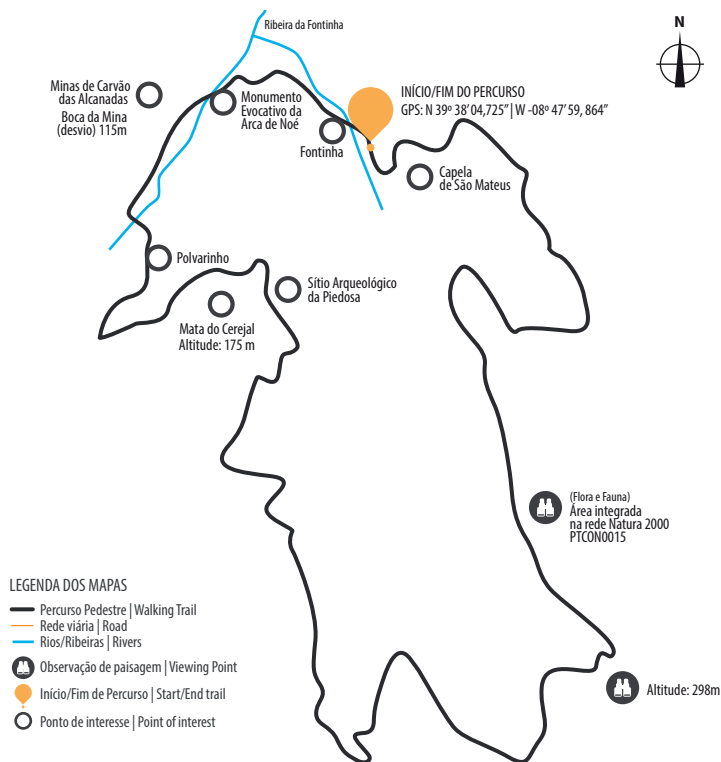 Ribeira da Fontinha
N
Minas de Carvão
das Alcanadas
Boca da Mina
(desvio) 115m
Monumento
Evocativo da
Arca de Noé
INÍCIO/FIM DO PERCURSO
GPS: N 39º 38’ 04,725” | W -08º 47’ 59, 864”
Fontinha
Capela
de São Mateus
Polvarinho
Sítio Arqueológico
da Piedosa
Mata do Cerejal
Altitude: 175 m
(Flora e Fauna)
Área integrada
na rede Natura 2000
PTCON0015
LEGENDA DOS MAPAS
Percurso Pedestre | Walking Trail
Rede viária | Road
Rios/Ribeiras | Rivers
Observação de paisagem | Viewing Point
Início/Fim de Percurso | Start/End trail
Ponto de interesse | Point of interest
Altitude: 298m